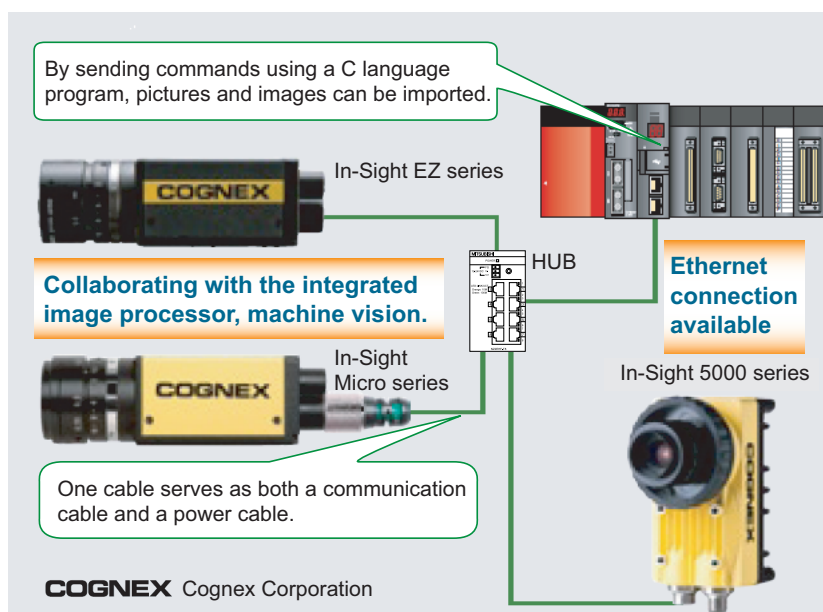 By sending commands using a C language
program, pictures and images can be imported.
In-Sight EZ series
COGNEX
MITSUBISHI
HUB
Collaborating with the integrated
image processor, machine vision.
Ethernet
connection
available
In-Sight
Micro series
COGNEX
In-Sight 5000 series
COGNEX
One cable serves as both a communication
cable and a power cable.
COGNEX Cognex Corporation